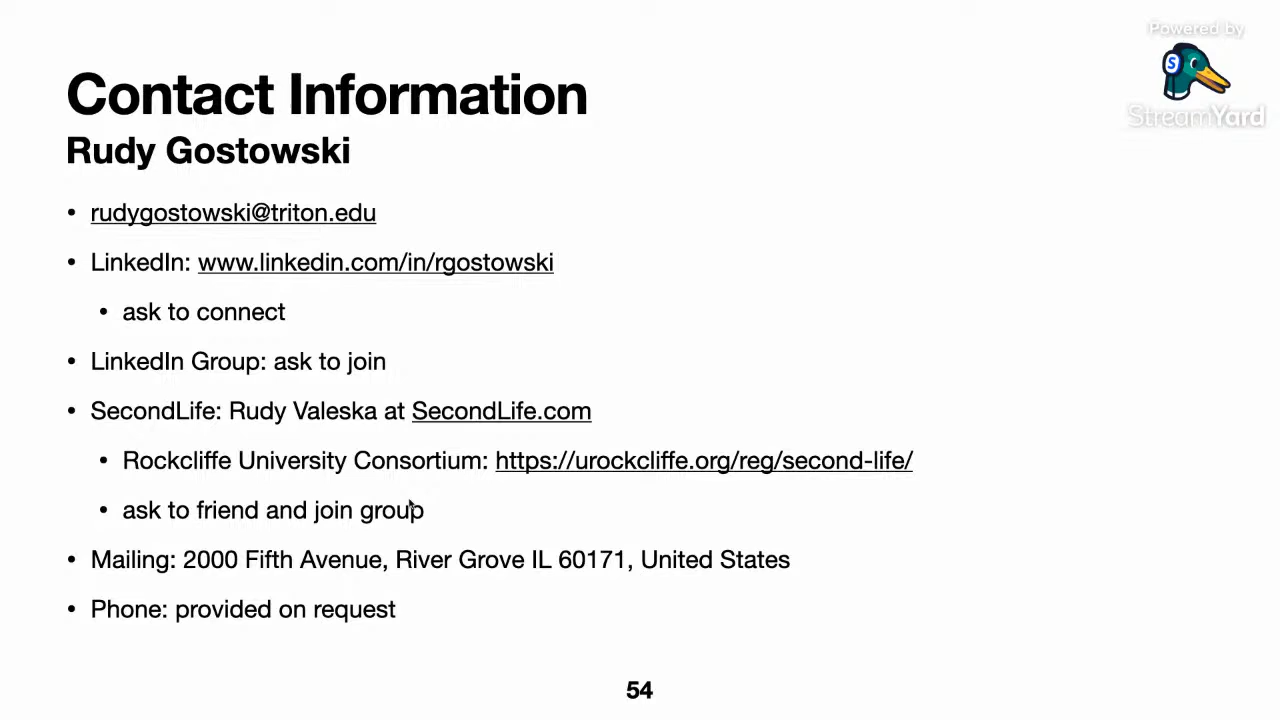 Powered by
StreamYard
Contact Information
Rudy Gostowski
• rudygostowski@triton.edu
• LinkedIn: www.linkedin.com/in/rgostowski
• ask to connect
• LinkedIn Group: ask to join
• SecondLife: Rudy Valeska at SecondLife.com
• Rockcliffe University Consortium: https://urockcliffe.org/reg/second-life/
• ask to friend and join group
• Mailing: 2000 Fifth Avenue, River Grove IL 60171, United States
• Phone: provided on request
54